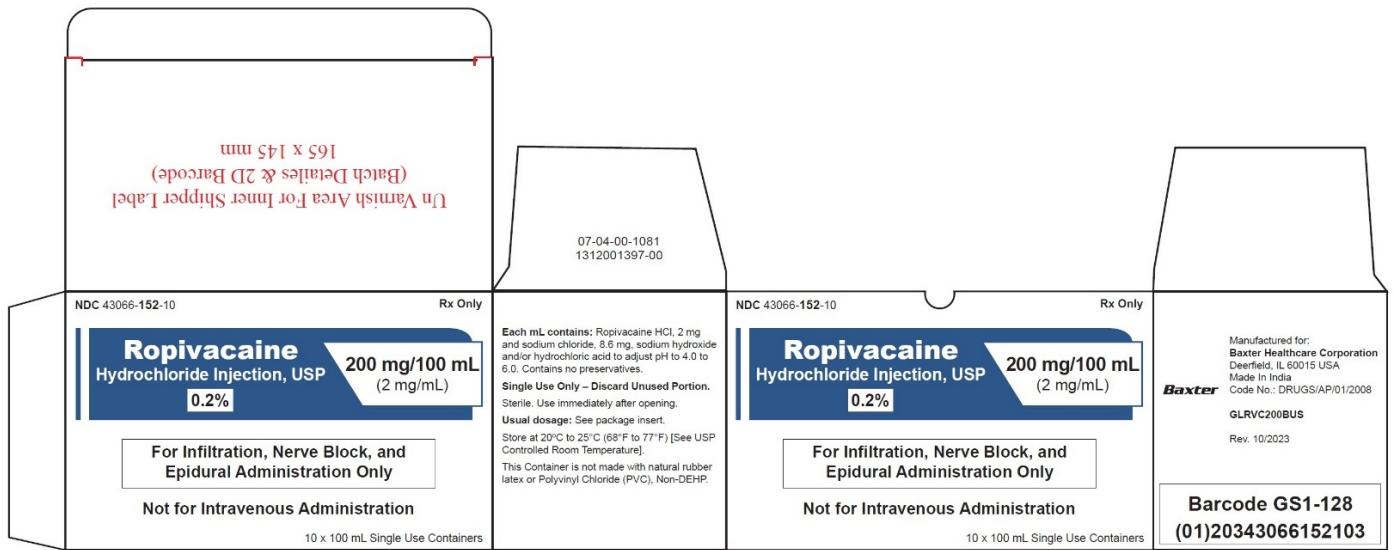 Un Varnish Area For Inner Shipper Label
(Batch Detailes & 2D Barcode)
165 x 145 mm
07-04-00-1081
1312001397-00
NDC 43066-152-10
Rx Only
Ropivacaine
Hydrochloride Injection, USP
0.2%
200 mg/100 mL
(2 mg/mL)
For Infiltration, Nerve Block, and
Epidural Administration Only
Not for Intravenous Administration
10 x 100 mL Single Use Containers
Each mL contains: Ropivacaine HCl, 2 mg
and sodium chloride, 8.6 mg, sodium hydroxide
and/or hydrochloric acid to adjust pH to 4.0 to
6.0. Contains no preservatives.
Single Use Only – Discard Unused Portion.
Sterile. Use immediately after opening.
Usual dosage: See package insert.
Store at 20ºC to 25°C (68°F to 77°F) [See USP
Controlled Room Temperature].
This Container is not made with natural rubber
latex or Polyvinyl Chloride (PVC), Non-DEHP.
NDC 43066-152-10
Rx Only
Ropivacaine
Hydrochloride Injection, USP
0.2%
200 mg/100 mL
(2 mg/mL)
For Infiltration, Nerve Block, and
Epidural Administration Only
Not for Intravenous Administration
10 x 100 mL Single Use Containers
Baxter
Manufactured for:
Baxter Healthcare Corporation
Deerfield, IL 60015 USA
Made In India
Code No.: DRUGS/AP/01/2008
GLRVC200BUS
Rev. 10/2023
Barcode GS1-128
(01)20343066152103